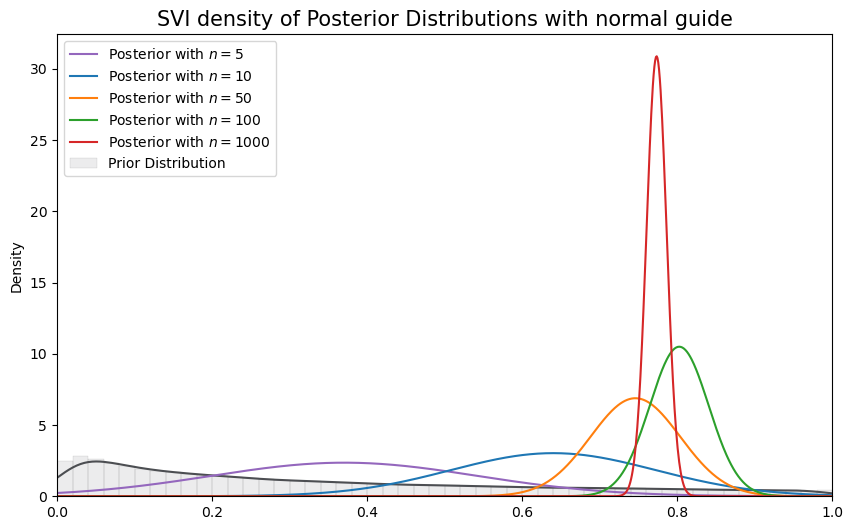 SVI density of Posterior Distributions with normal guide
Posterior with n = 5
Posterior with n = 10
Posterior with n = 50
Posterior with n = 100
Posterior with n = 1000
Prior Distribution
Density
30
25
20
15
10
5
0
0.0 0.2 0.4 0.6 0.8 1.0